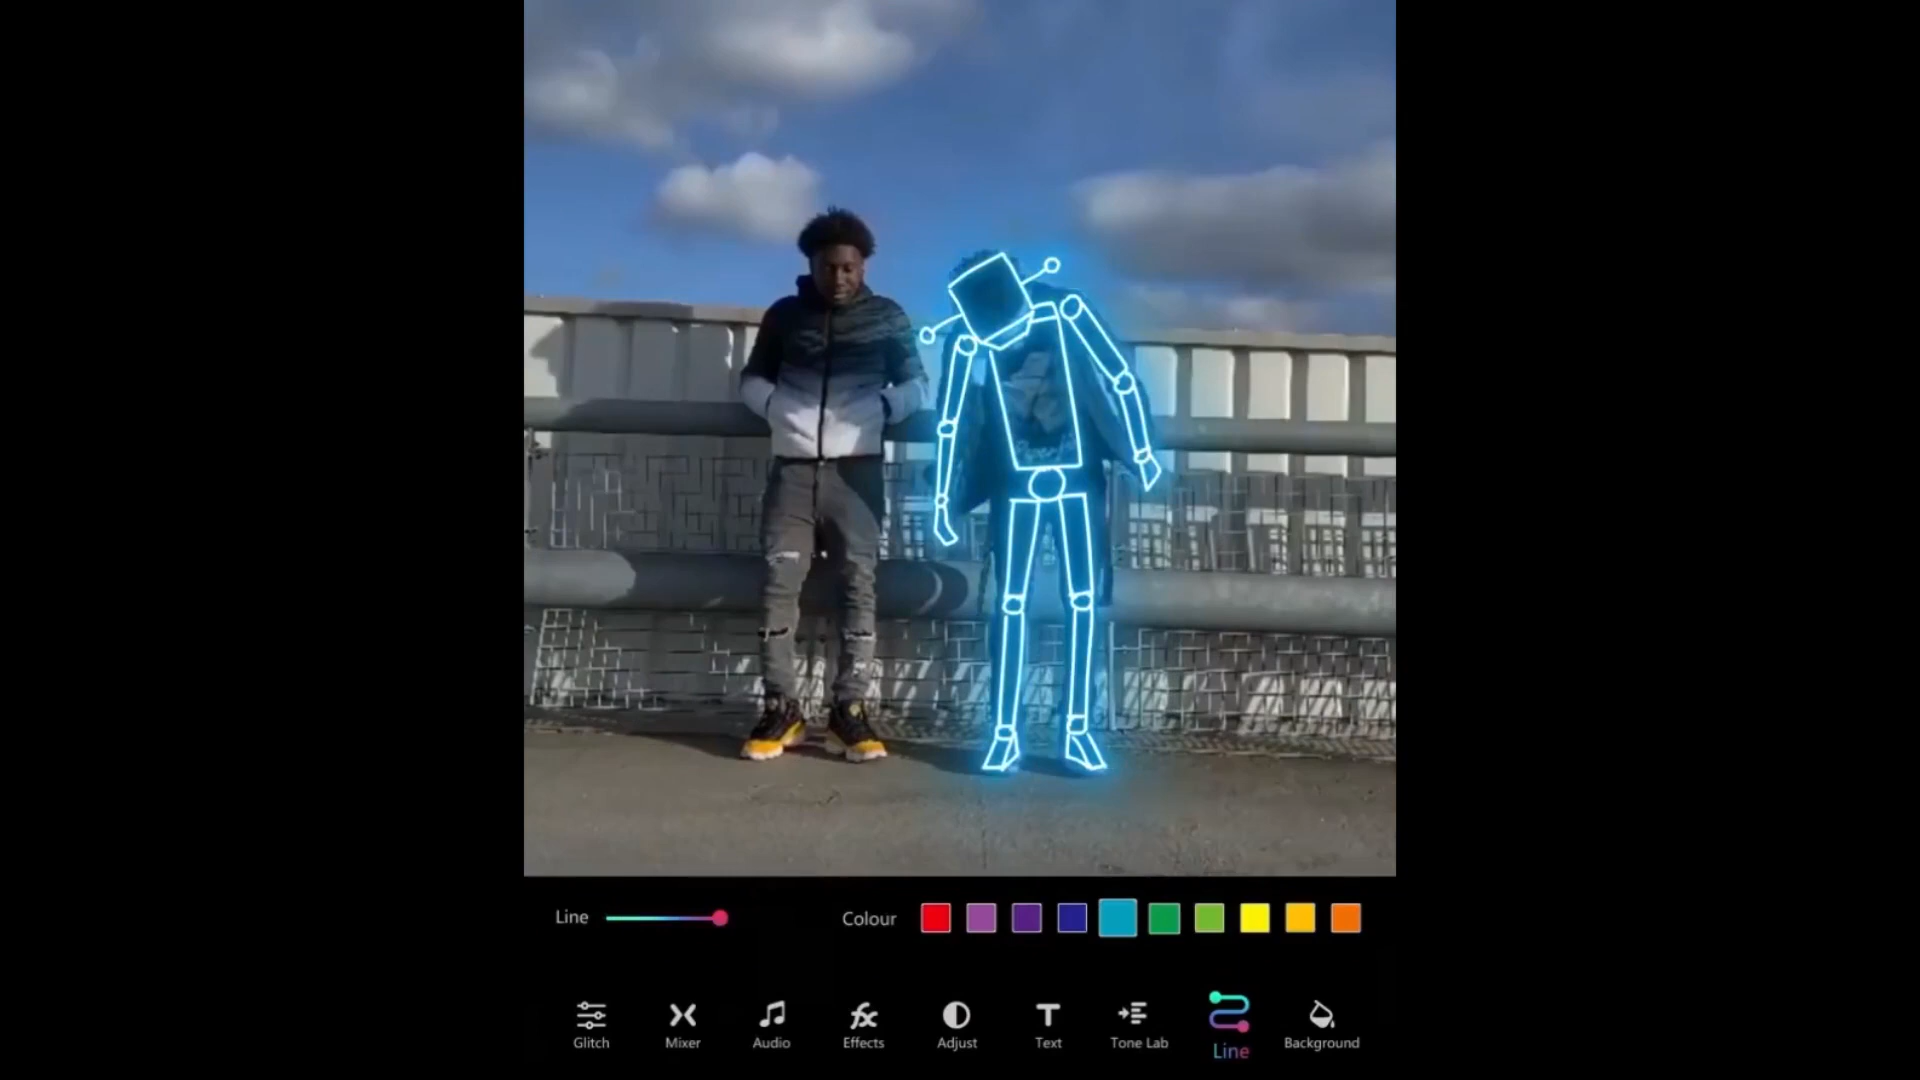 Line
Colour
Glitch
Mixer
Audio
Effects
Adjust
Text
Tone Lab
Line
Background